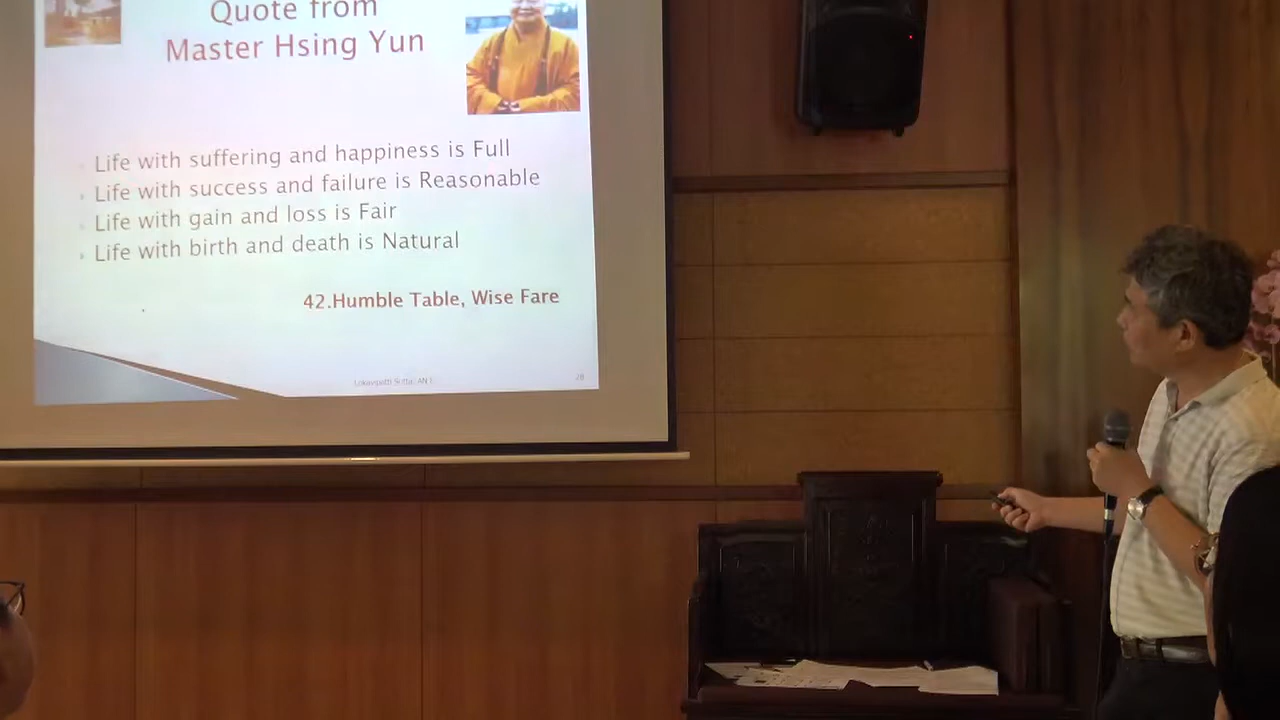 Quote from
Master Hsing Yun
Life with suffering and happiness is Full
Life with success and failure is Reasonable
Life with gain and loss is Fair
Life with birth and death is Natural
42.Humble Table, Wise Fare
Sutta, AN